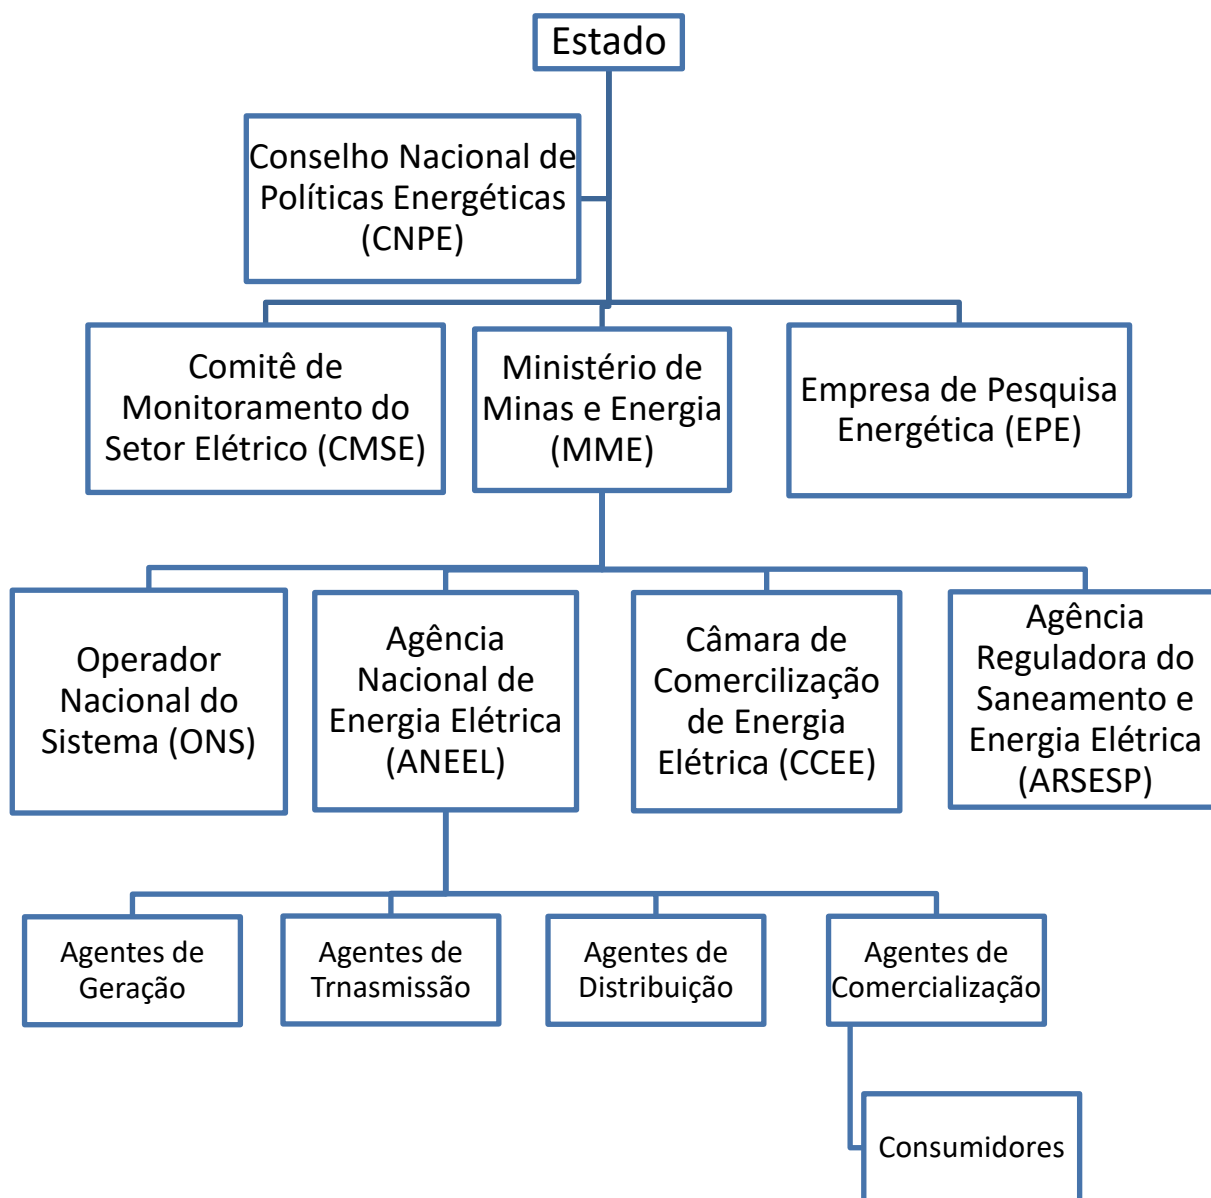 Estado
Conselho Nacional de
Políticas Energéticas
(CNPE)
Comitê de
Monitoramento do
Setor Elétrico (CMSE)
Ministério de
Minas e Energia
(MME)
Empresa de Pesquisa
Energética (EPE)
Operador
Nacional do
Sistema (ONS)
Agência
Nacional de
Energia Elétrica
(ANEEL)
Câmara de
Comercilização
de Energia
Elétrica (CCEE)
Agência
Reguladora do
Saneamento e
Energia Elétrica
(ARSESP)
Agentes de
Geração
Agentes de
Trnasmissão
Agentes de
Distribuição
Agentes de
Comercialização
Consumidores